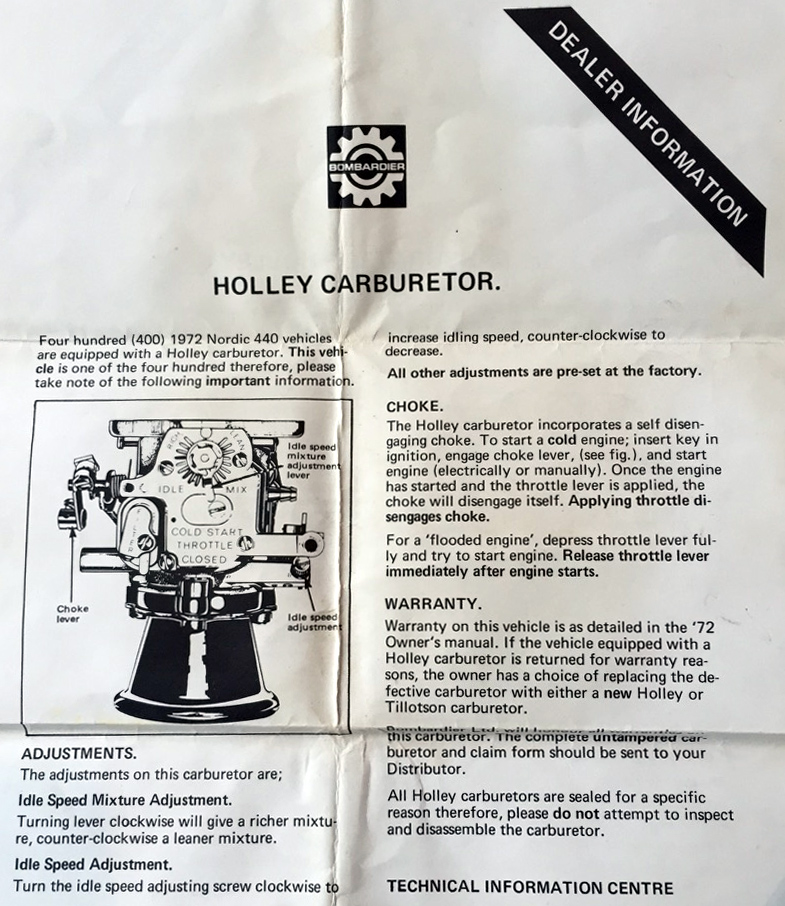 DEALER INFORMATION
BOMBARDIER
HOLLEY CARBURETOR.
Four hundred (400) 1972 Nordic 440 vehicles
are equipped with a Holley carburetor. This vehi-
cle is one of the four hundred therefore, please
take note of the following important information.
RICH
LEAN
Idle speed
mixture
adjustment
lever
IDLE MIX
COLD START
THROTTLE
CLOSED
Choke
lever
Idle speed
adjustment
ADJUSTMENTS.
The adjustments on this carburetor are;
Idle Speed Mixture Adjustment.
Turning lever clockwise will give a richer mixtu-
re, counter-clockwise a leaner mixture.
Idle Speed Adjustment.
Turn the idle speed adjusting screw clockwise to
increase idling speed, counter-clockwise to
decrease.
All other adjustments are pre-set at the factory.
CHOKE.
The Holley carburetor incorporates a self disen-
gaging choke. To start a cold engine; insert key in
ignition, engage choke lever, (see fig.), and start
engine (electrically or manually). Once the engine
has started and the throttle lever is applied, the
choke will disengage itself. Applying throttle di-
sengages choke.
For a 'flooded engine', depress throttle lever ful-
ly and try to start engine. Release throttle lever
immediately after engine starts.
WARRANTY.
Warranty on this vehicle is as detailed in the '72
Owner's manual. If the vehicle equipped with a
Holley carburetor is returned for warranty rea-
sons, the owner has a choice of replacing the de-
fective carburetor with either a new Holley or
Tillotson carburetor.
Bombardier Ltd. will
this carburetor. The complete untampered car-
buretor and claim form should be sent to your
Distributor.
All Holley carburetors are sealed for a specific
reason therefore, please do not attempt to inspect
and disassemble the carburetor.
TECHNICAL INFORMATION CENTRE